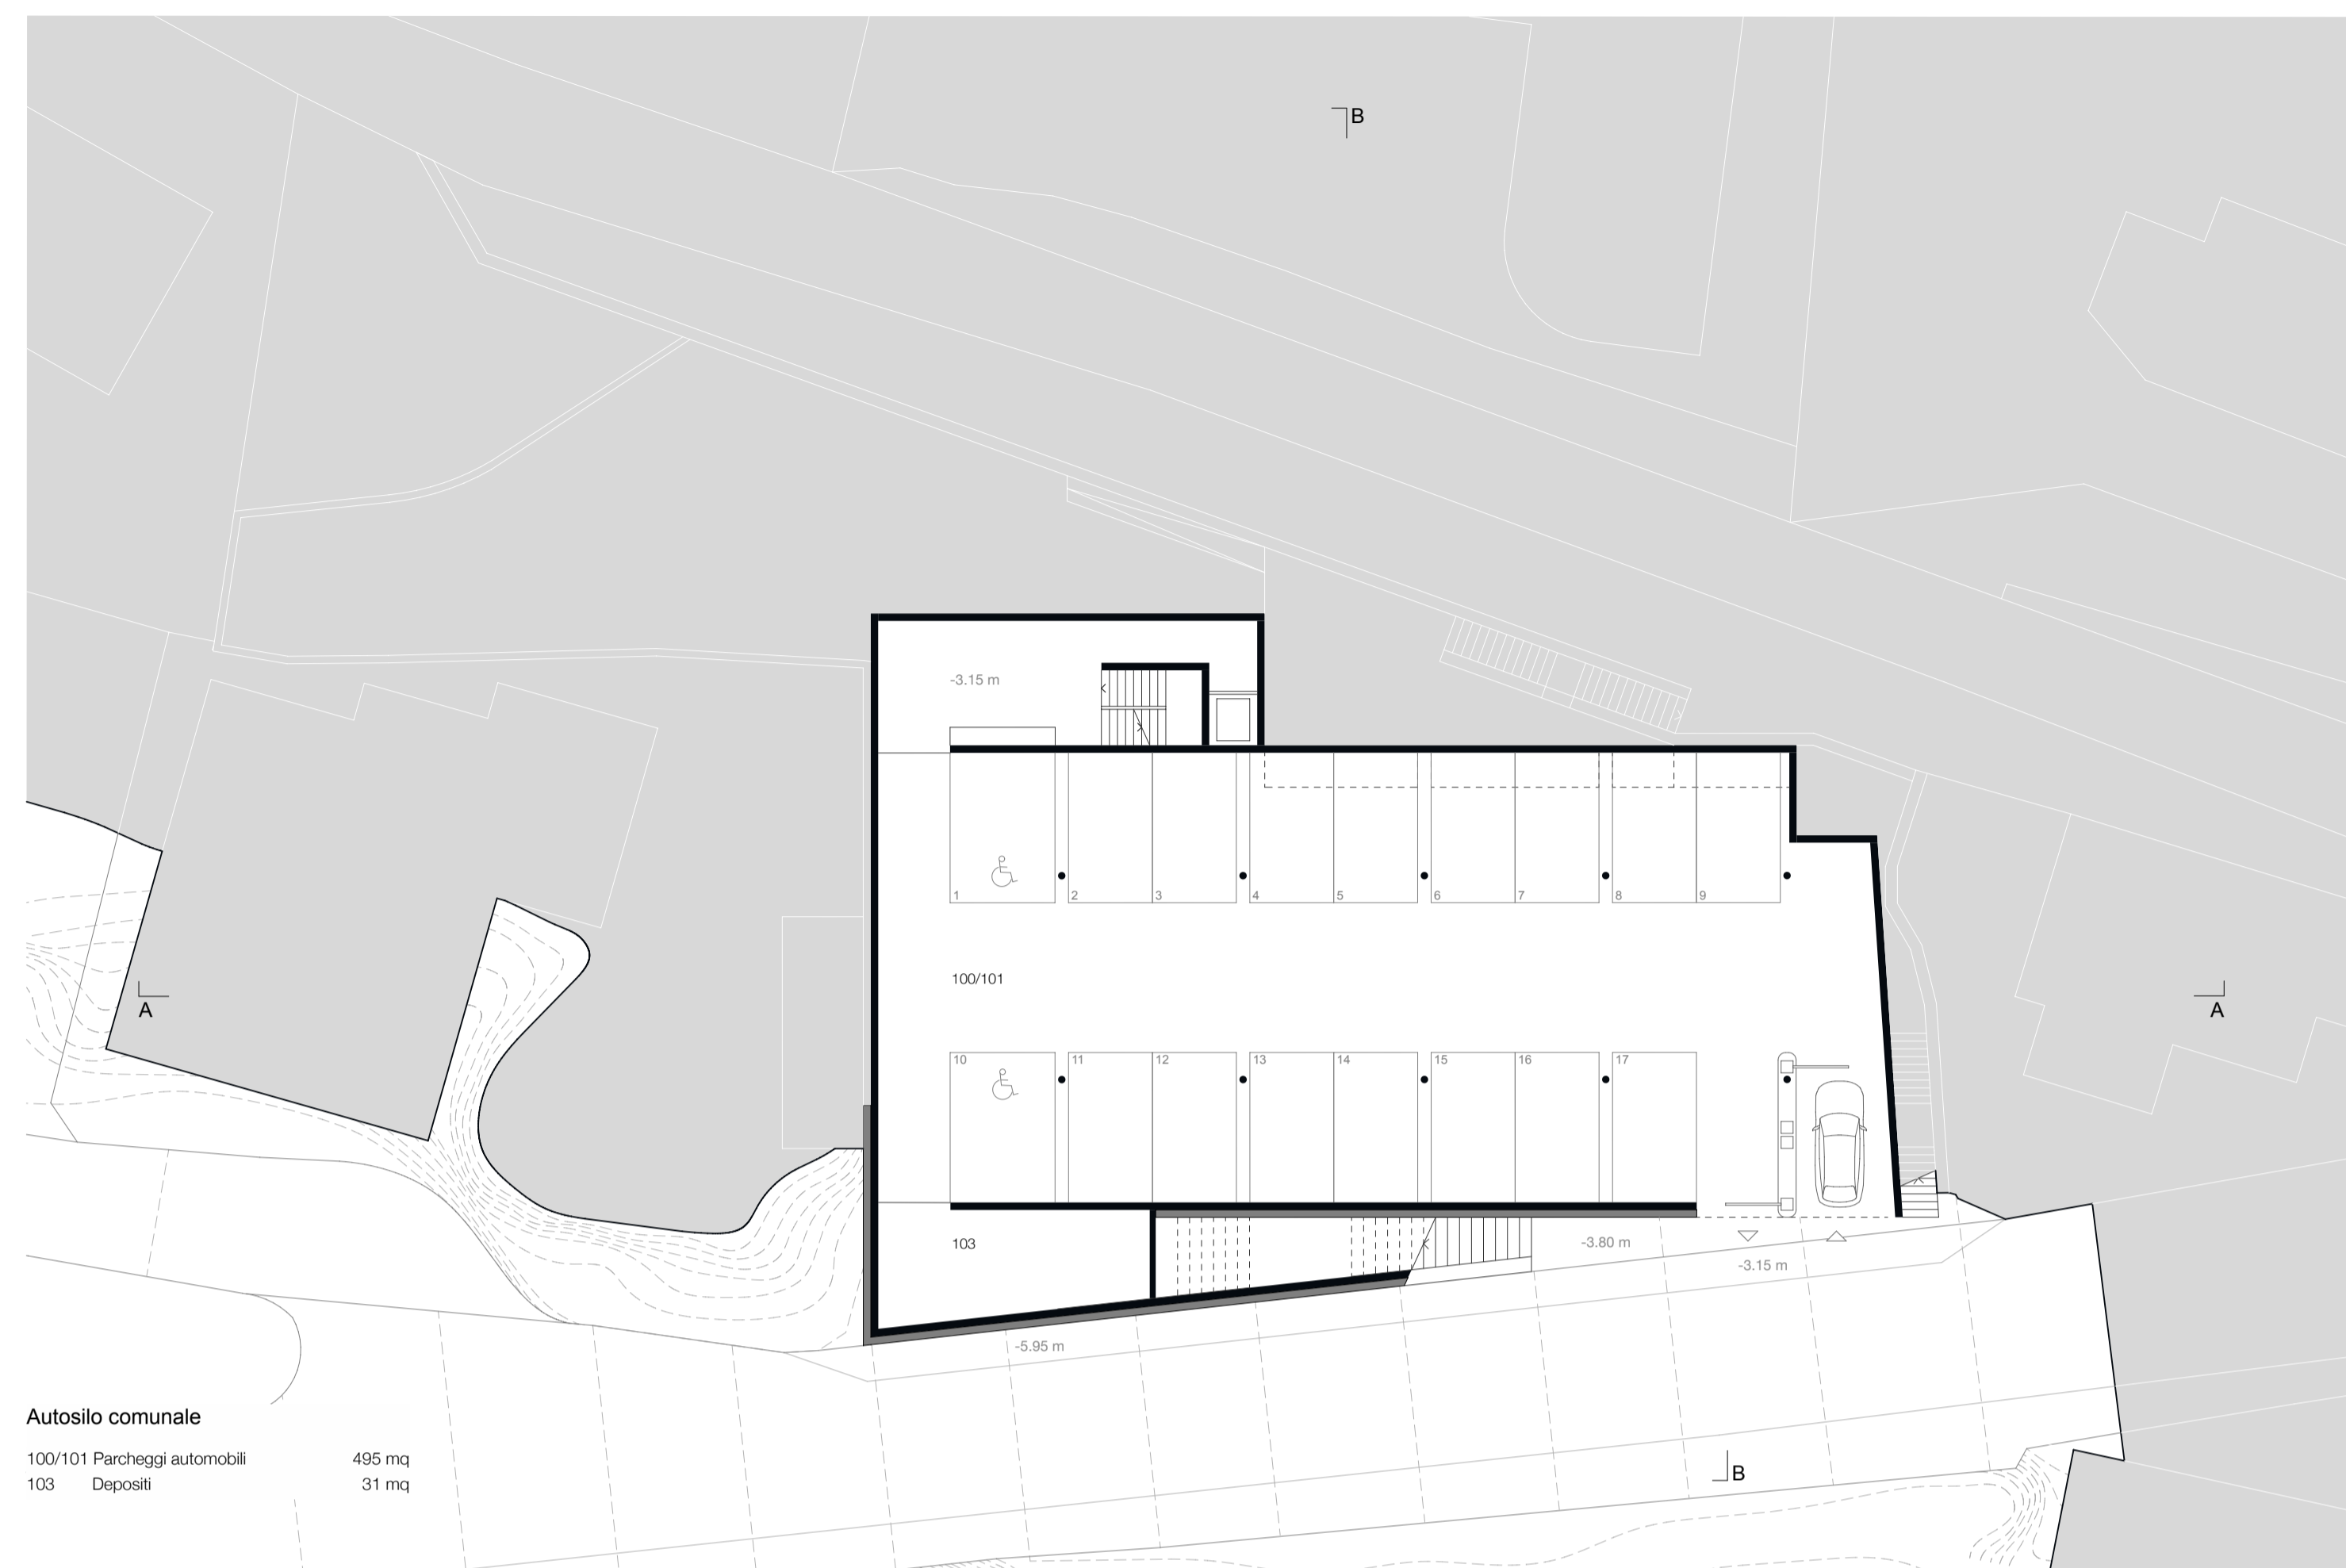 B
-3.15 m
1
2
3
4
5
6
7
8
9
100/101
A
A
10
11
12
13
14
15
16
17
103
-3.80 m
-3.15 m
-5.95 m
Autosilo comunale
100/101 Parcheggi automobili 495 mq
103 Depositi 31 mq
B